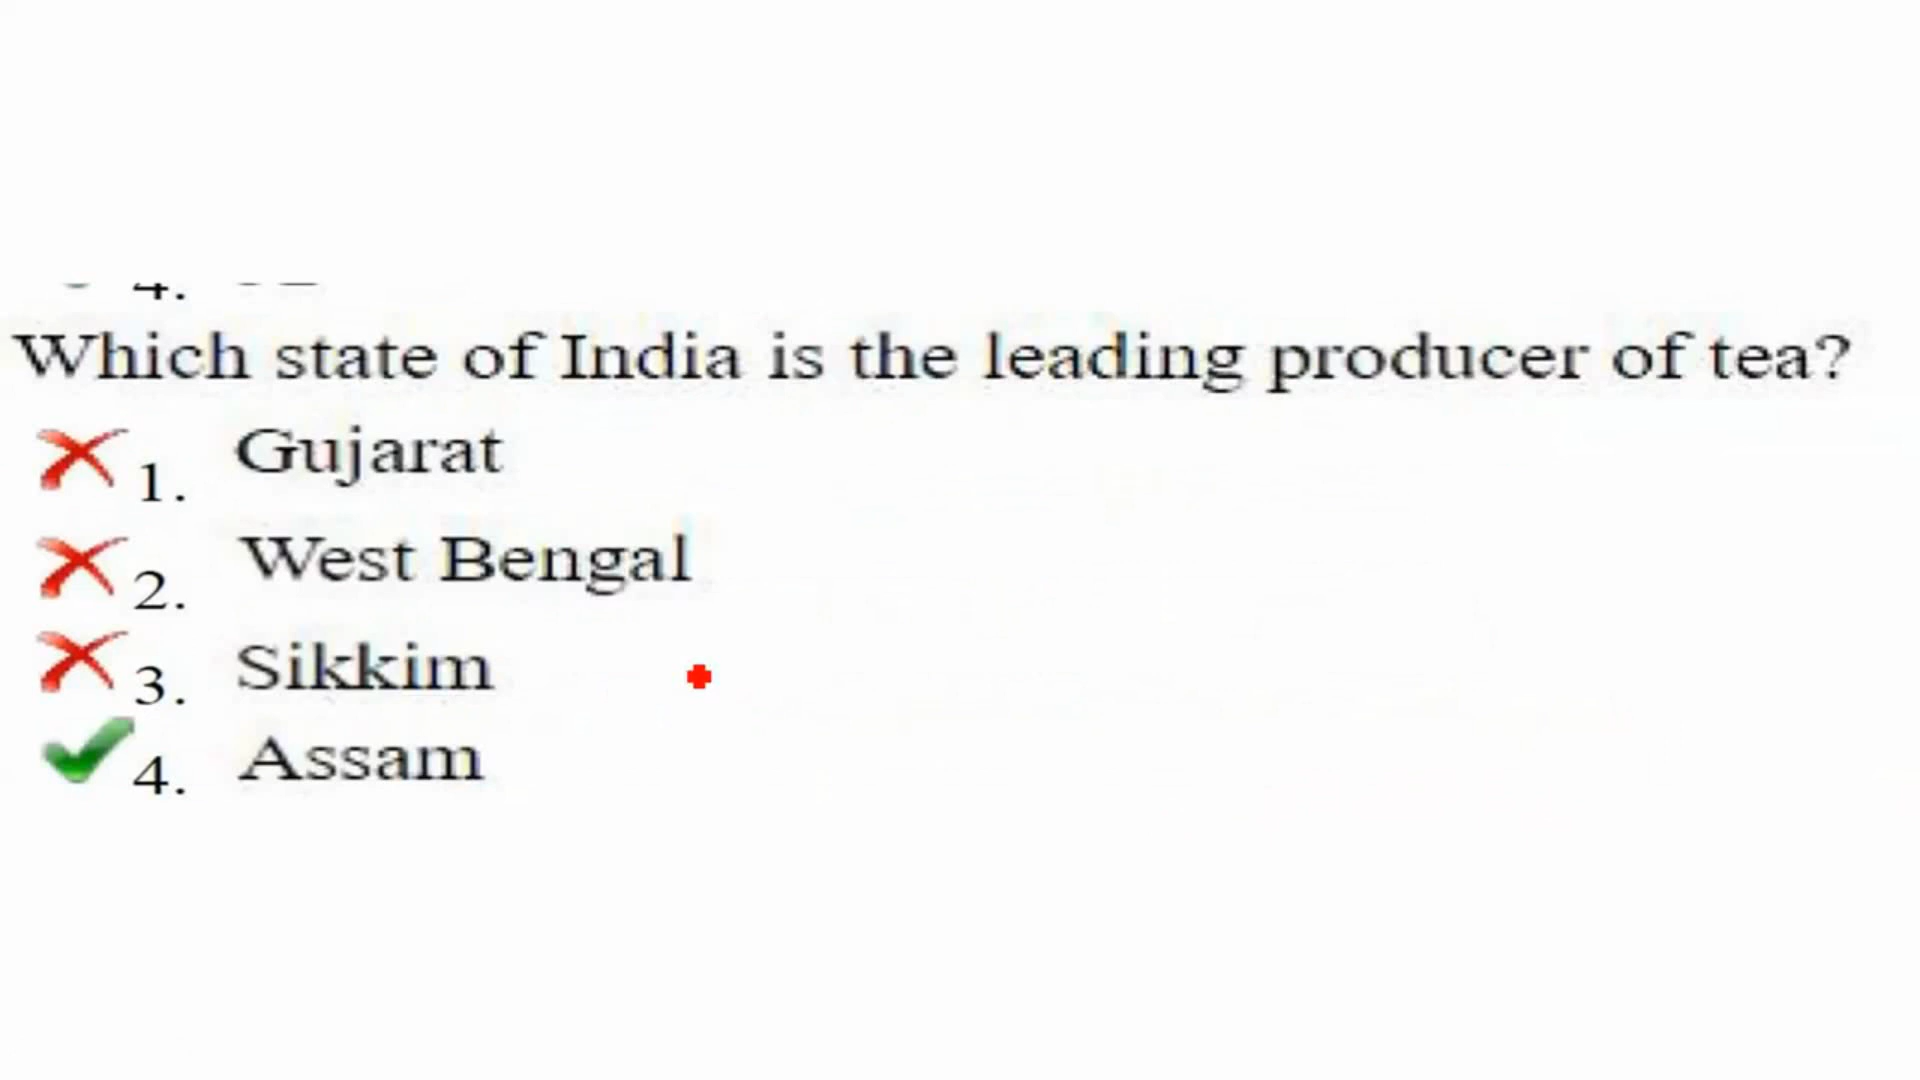 4.
Which state of India is the leading producer of tea?
1. Gujarat
2. West Bengal
3. Sikkim
4. Assam